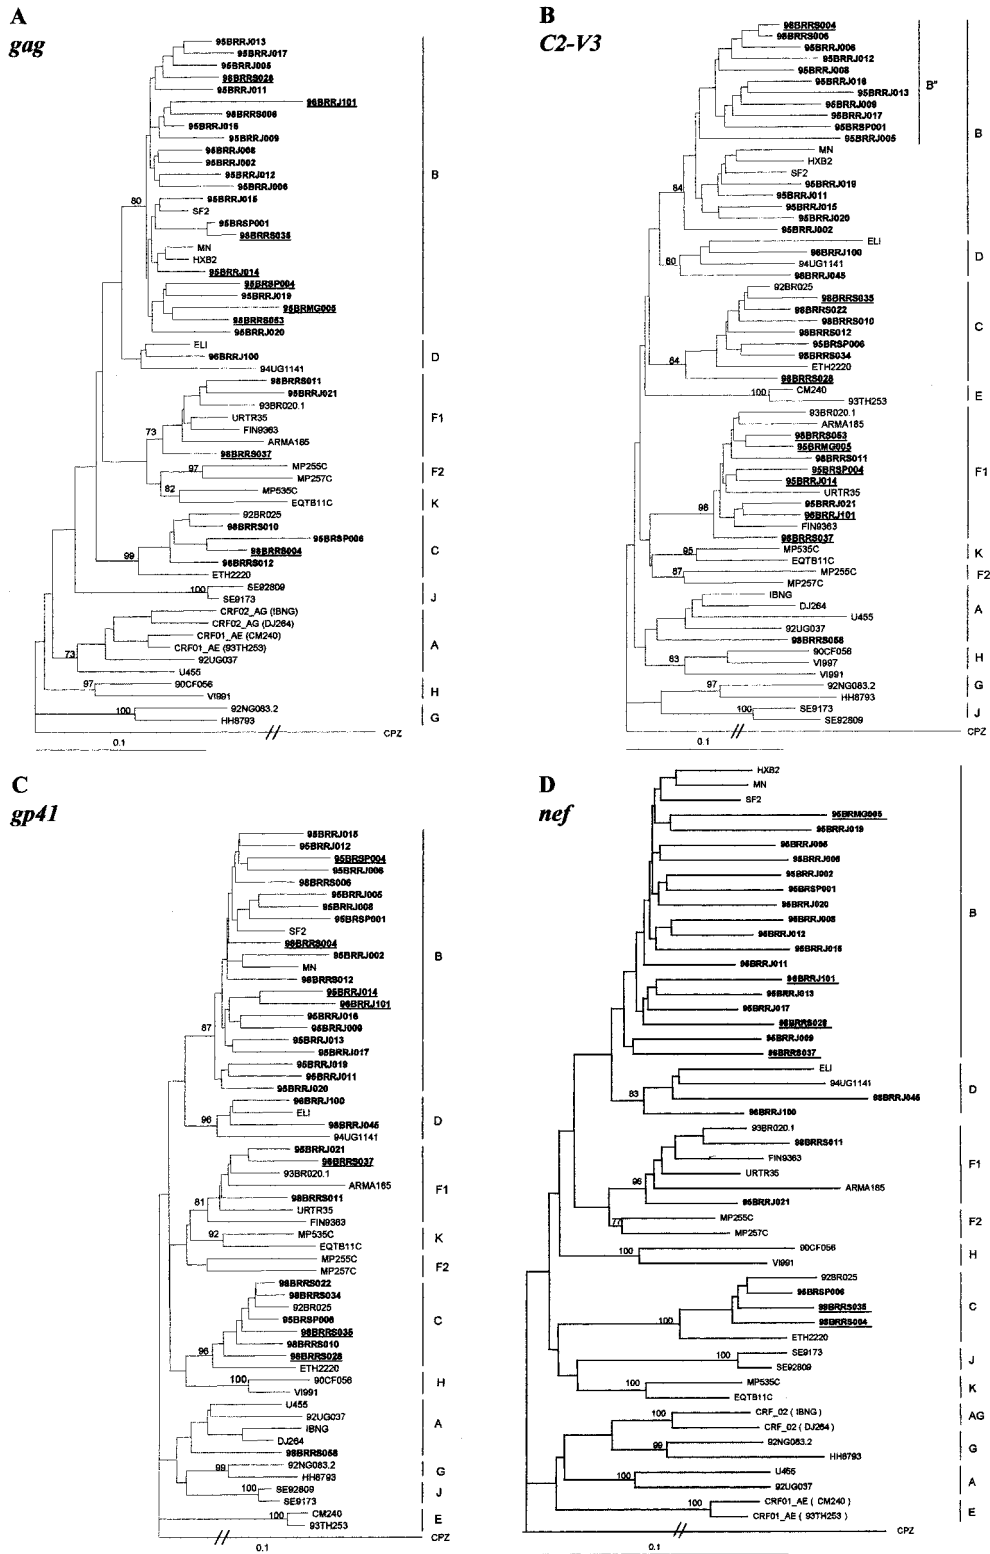 A
gag
95BRRJ013
95BRRJ017
95BRRJ005
98BRRS028
95BRRJ011
96BRRJ101
98BRRS006
95BRRJ016
95BRRJ009
95BRRJ008
95BRRJ002
95BRRJ012
95BRRJ006
95BRRJ015
SF2
95BRSP001
98BRRS035
MN
HXB2
95BRRJ014
95BRSP004
95BRRJ019
95BRMG005
98BRRS053
95BRRJ020
B
80
ELI
96BRRJ100
94UG1141
D
98BRRS011
95BRRJ021
93BR020.1
URTR35
FIN9363
ARMA185
98BRRS037
F1
73
MP255C
MP257C
F2
97
MP535C
EQTB11C
K
82
92BR025
98BRRS010
95BRSP006
98BRRS004
98BRRS012
ETH2220
C
99
SE92809
SE9173
J
100
CRF02_AG (IBNG)
CRF02_AG (DJ264)
CRF01_AE (CM240)
CRF01_AE (93TH253)
92UG037
U455
A
73
90CF056
VI991
H
97
92NG083.2
HH8793
G
100
CPZ
0.1
B
C2-V3
98BRRS004
98BRRS006
95BRRJ006
95BRRJ012
95BRRJ008
95BRRJ016
95BRRJ013
95BRRJ009
95BRRJ017
95BRSP001
95BRRJ005
B"
MN
HXB2
SF2
95BRRJ019
95BRRJ011
95BRRJ015
95BRRJ020
95BRRJ002
B
84
ELI
96BRRJ100
94UG1141
98BRRJ045
D
60
92BR025
98BRRS035
98BRRS022
98BRRS010
98BRRS012
95BRSP006
98BRRS034
ETH2220
98BRRS028
C
84
CM240
93TH253
E
100
93BR020.1
ARMA185
98BRRS053
95BRMG005
98BRRS011
95BRSP004
95BRRJ014
URTR35
95BRRJ021
96BRRJ101
FIN9363
98BRRS037
F1
96
MP535C
EQTB11C
K
95
MP255C
MP257C
F2
87
IBNG
DJ264
U455
92UG037
98BRRS058
A
90CF056
VI997
VI991
H
83
92NG083.2
HH8793
G
97
SE9173
SE92809
J
100
CPZ
0.1
C
gp41
95BRRJ015
95BRRJ012
95BRSP004
95BRRJ006
98BRRS006
95BRRJ005
95BRRJ008
95BRSP001
SF2
98BRRS004
95BRRJ002
MN
98BRRS012
95BRRJ014
96BRRJ101
95BRRJ016
95BRRJ009
95BRRJ013
95BRRJ017
95BRRJ019
95BRRJ011
95BRRJ020
B
87
96BRRJ100
ELI
98BRRJ045
94UG1141
D
96
95BRRJ021
98BRRS037
93BR020.1
ARMA185
98BRRS011
URTR35
FIN9363
F1
81
MP535C
EQTB11C
K
92
MP255C
MP257C
F2
98BRRS022
98BRRS034
92BR025
95BRSP006
98BRRS035
98BRRS010
98BRRS028
ETH2220
C
96
90CF056
VI991
H
100
U455
92UG037
IBNG
DJ264
98BRRS058
A
92NG083.2
HH8793
G
99
SE92809
SE9173
J
100
CM240
93TH253
E
100
CPZ
0.1
D
nef
HXB2
MN
SF2
95BRMG005
95BRRJ019
95BRRJ005
95BRRJ006
95BRRJ002
95BRSP001
95BRRJ020
95BRRJ008
95BRRJ012
95BRRJ015
95BRRJ011
96BRRJ101
95BRRJ013
95BRRJ017
98BRRS028
95BRRJ009
98BRRS037
B
ELI
94UG1141
98BRRJ045
96BRRJ100
D
83
93BR020.1
98BRRS011
FIN9363
URTR35
ARMA185
95BRRJ021
F1
96
MP255C
MP257C
F2
77
90CF056
VI991
H
100
92BR025
95BRSP006
98BRRS035
98BRRS004
ETH2220
C
100
SE9173
SE92809
J
100
MP535C
EQTB11C
K
100
CRF_02 ( IBNG )
CRF_02 ( DJ264 )
AG
100
92NG083.2
HH8793
G
99
U455
92UG037
A
100
CRF01_AE ( CM240 )
CRF01_AE ( 93TH253 )
E
100
CPZ
0.1